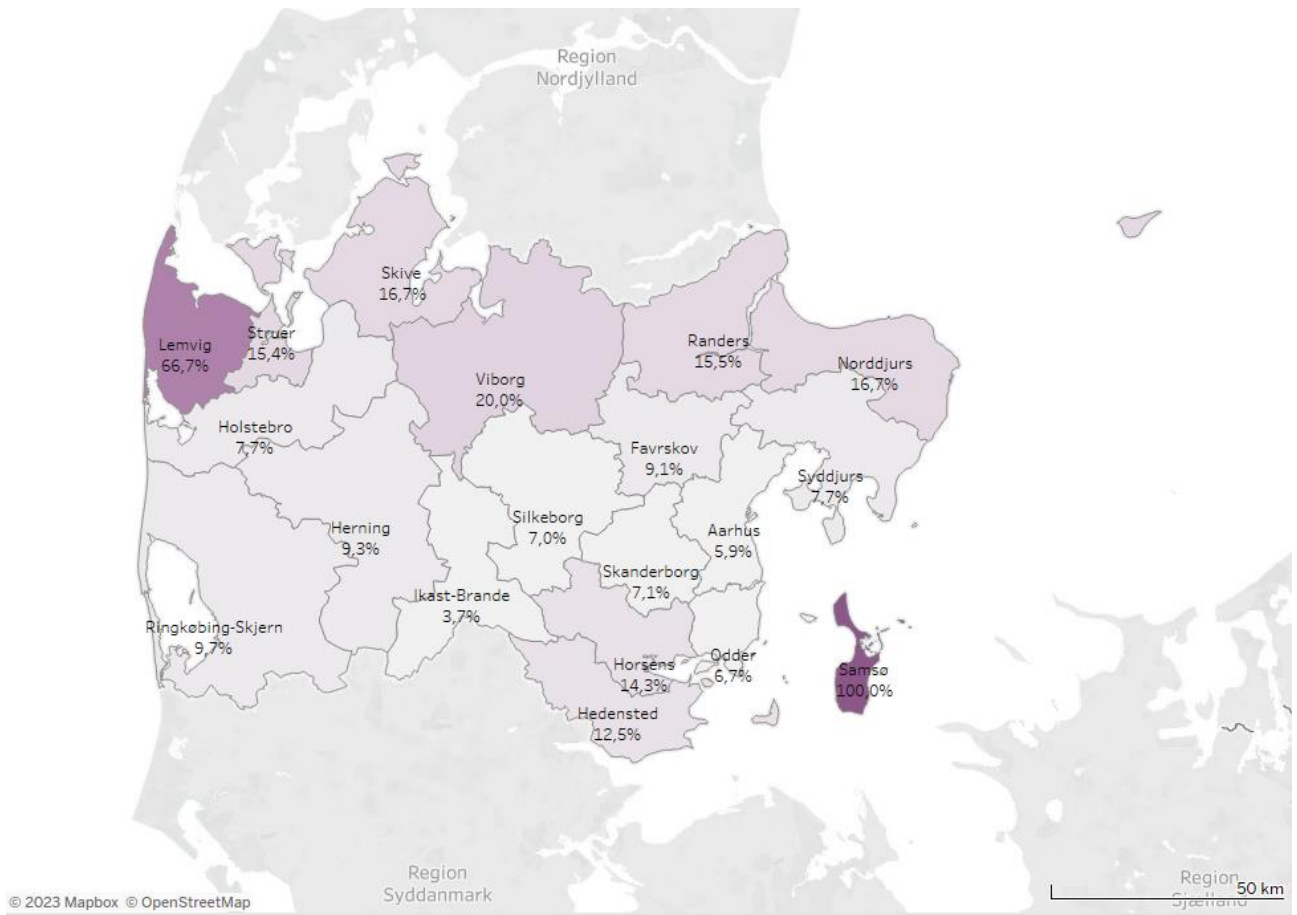 Region
Nordjylland
Skive
16,7%
Struer
15,4%
Lemvig
66,7%
Randers
15,5%
Norddjurs
16,7%
Viborg
20,0%
Holstebro
7,7%
Favrskov
9,1%
Syddjurs
7,7%
Herning
9,3%
Silkeborg
7,0%
Aarhus
5,9%
Skanderborg
7,1%
Ikast-Brande
3,7%
Ringkøbing-Skjern
9,7%
Horsens
14,3%
Odder
6,7%
Samsø
100,0%
Hedensted
12,5%
Region
Syddanmark
Region
Sjælland
50 km
© 2023 Mapbox © OpenStreetMap